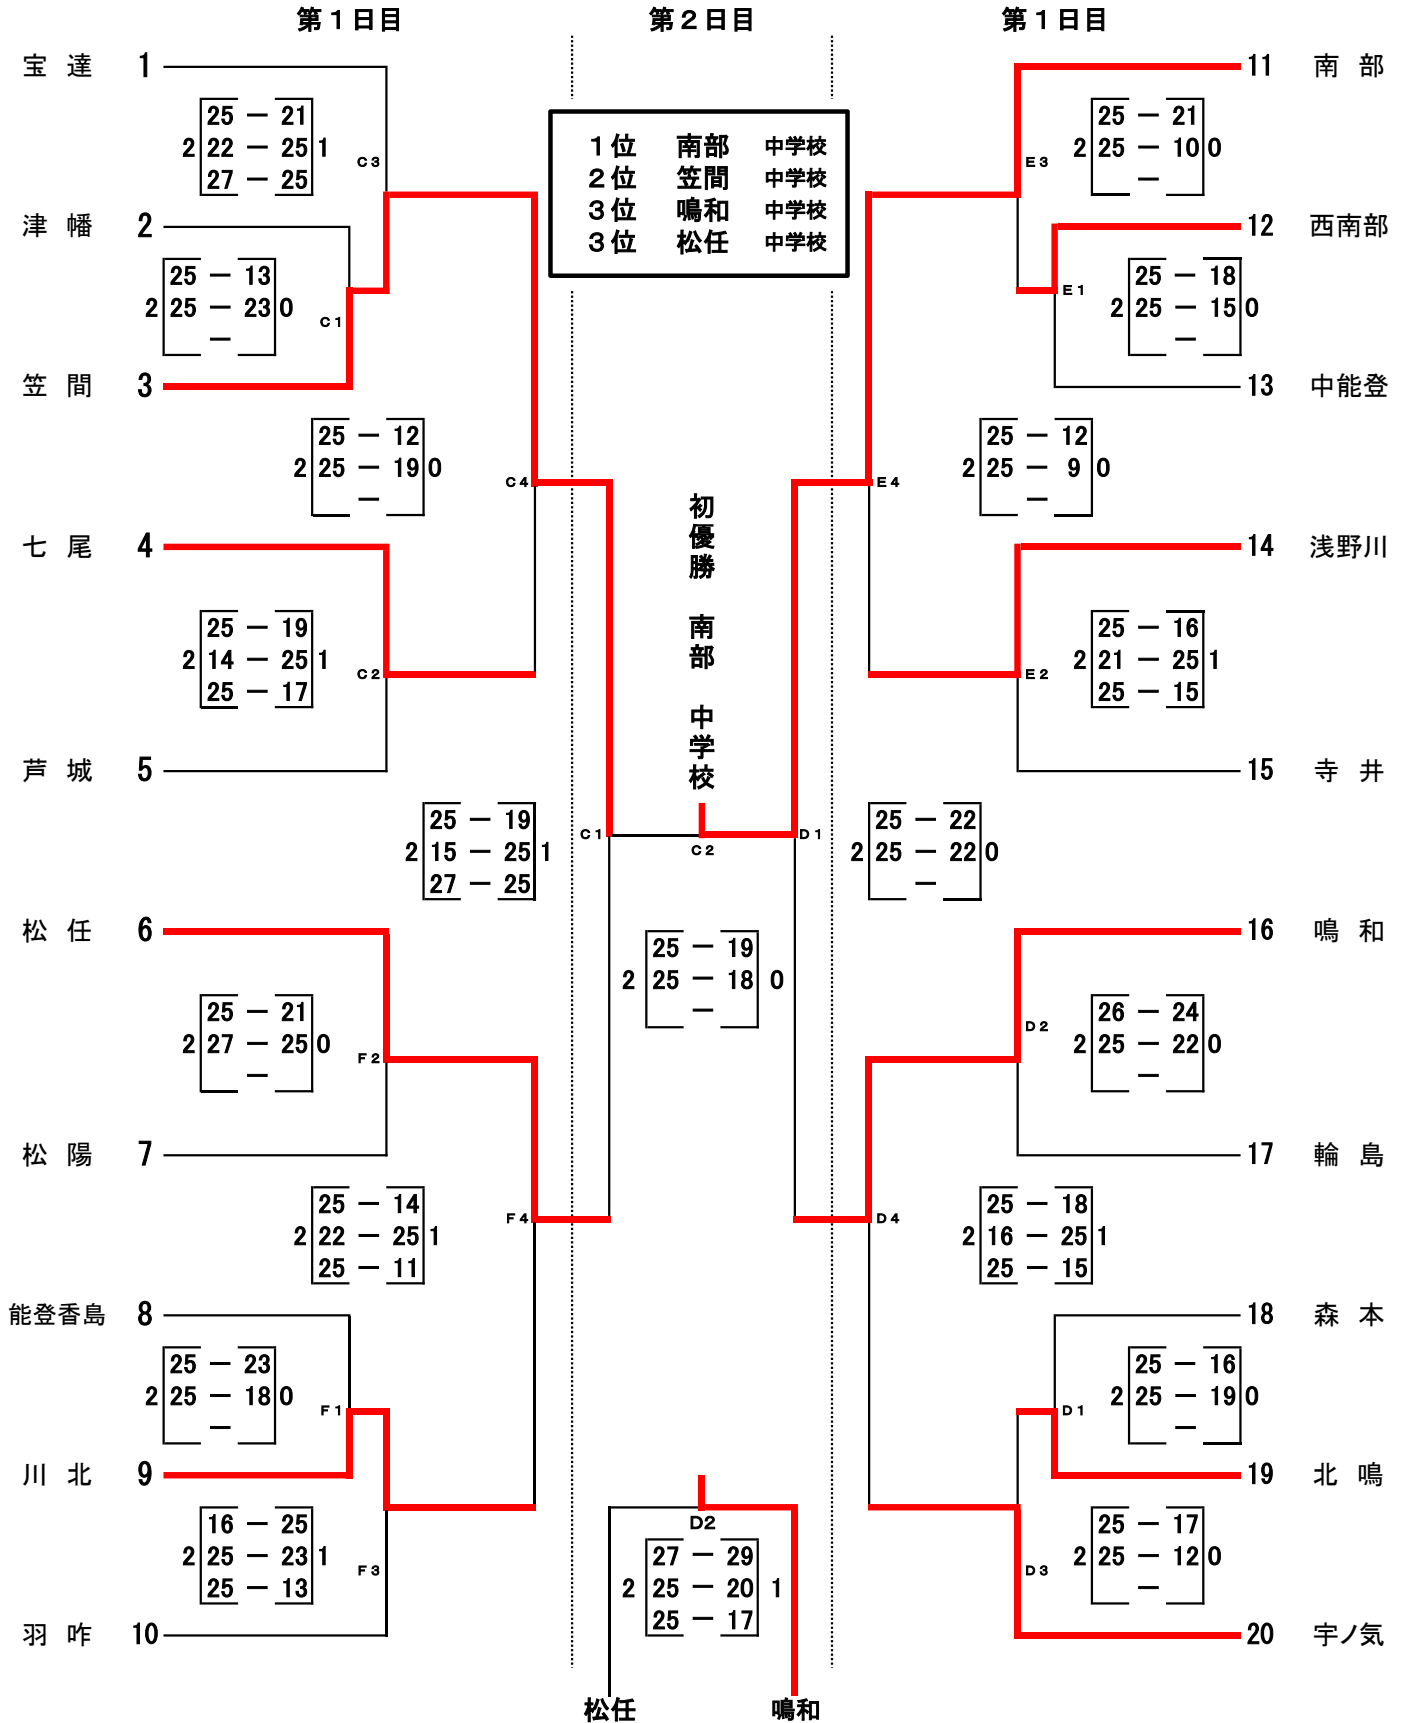 第１日目 第２日目 第１日目
宝 達 1
25 － 21
2 22 － 25 1
27 － 25
C3
津 幡 2
25 － 13
2 25 － 23 0
－
C1
笠 間 3
25 － 12
2 25 － 19 0
－
C4
七 尾 4
25 － 19
2 14 － 25 1
25 － 17
C2
芦 城 5
25 － 19
2 15 － 25 1
27 － 25
C1
松 任 6
25 － 21
2 27 － 25 0
－
F2
松 陽 7
25 － 14
2 22 － 25 1
25 － 11
F4
能登香島 8
25 － 23
2 25 － 18 0
－
F1
川 北 9
16 － 25
2 25 － 23 1
25 － 13
F3
羽 咋 10
１位 南部 中学校
２位 笠間 中学校
３位 鳴和 中学校
３位 松任 中学校
初優勝 南部 中学校
C2
25 － 19
2 25 － 18 0
－
D2
27 － 29
2 25 － 20 1
25 － 17
松任 鳴和
11 南 部
25 － 21
2 25 － 10 0
－
E3
12 西南部
25 － 18
2 25 － 15 0
－
E1
13 中能登
25 － 12
2 25 － 9 0
－
E4
14 浅野川
25 － 16
2 21 － 25 1
25 － 15
E2
15 寺 井
25 － 22
2 25 － 22 0
－
D1
16 鳴 和
26 － 24
2 25 － 22 0
－
D2
17 輪 島
25 － 18
2 16 － 25 1
25 － 15
D4
18 森 本
25 － 16
2 25 － 19 0
－
D1
19 北 鳴
25 － 17
2 25 － 12 0
－
D3
20 宇ノ気